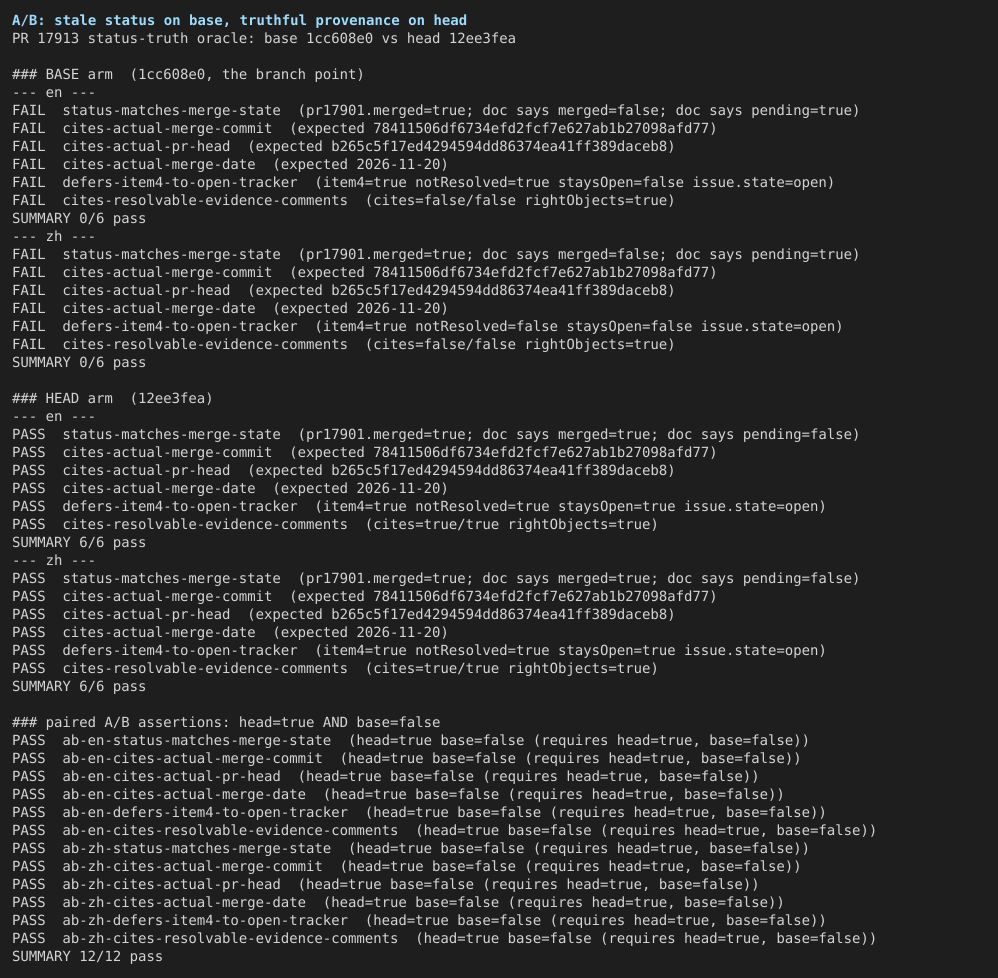 A/B: stale status on base, truthful provenance on head
PR 17913 status-truth oracle: base 1cc608e0 vs head 12ee3fea
### BASE arm  (1cc608e0, the branch point)
--- en ---
FAIL  status-matches-merge-state  (pr17901.merged=true; doc says merged=false; doc says pending=true)
FAIL  cites-actual-merge-commit  (expected 78411506df6734efd2fcf7e627ab1b27098afd77)
FAIL  cites-actual-pr-head  (expected b265c5f17ed4294594dd86374ea41ff389daceb8)
FAIL  cites-actual-merge-date  (expected 2026-11-20)
FAIL  defers-item4-to-open-tracker  (item4=true notResolved=true staysOpen=false issue.state=open)
FAIL  cites-resolvable-evidence-comments  (cites=false/false rightObjects=true)
SUMMARY 0/6 pass
--- zh ---
FAIL  status-matches-merge-state  (pr17901.merged=true; doc says merged=false; doc says pending=true)
FAIL  cites-actual-merge-commit  (expected 78411506df6734efd2fcf7e627ab1b27098afd77)
FAIL  cites-actual-pr-head  (expected b265c5f17ed4294594dd86374ea41ff389daceb8)
FAIL  cites-actual-merge-date  (expected 2026-11-20)
FAIL  defers-item4-to-open-tracker  (item4=true notResolved=false staysOpen=false issue.state=open)
FAIL  cites-resolvable-evidence-comments  (cites=false/false rightObjects=true)
SUMMARY 0/6 pass
### HEAD arm  (12ee3fea)
--- en ---
PASS  status-matches-merge-state  (pr17901.merged=true; doc says merged=true; doc says pending=false)
PASS  cites-actual-merge-commit  (expected 78411506df6734efd2fcf7e627ab1b27098afd77)
PASS  cites-actual-pr-head  (expected b265c5f17ed4294594dd86374ea41ff389daceb8)
PASS  cites-actual-merge-date  (expected 2026-11-20)
PASS  defers-item4-to-open-tracker  (item4=true notResolved=true staysOpen=true issue.state=open)
PASS  cites-resolvable-evidence-comments  (cites=true/true rightObjects=true)
SUMMARY 6/6 pass
--- zh ---
PASS  status-matches-merge-state  (pr17901.merged=true; doc says merged=true; doc says pending=false)
PASS  cites-actual-merge-commit  (expected 78411506df6734efd2fcf7e627ab1b27098afd77)
PASS  cites-actual-pr-head  (expected b265c5f17ed4294594dd86374ea41ff389daceb8)
PASS  cites-actual-merge-date  (expected 2026-11-20)
PASS  defers-item4-to-open-tracker  (item4=true notResolved=true staysOpen=true issue.state=open)
PASS  cites-resolvable-evidence-comments  (cites=true/true rightObjects=true)
SUMMARY 6/6 pass
### paired A/B assertions: head=true AND base=false
PASS  ab-en-status-matches-merge-state  (head=true base=false (requires head=true, base=false))
PASS  ab-en-cites-actual-merge-commit  (head=true base=false (requires head=true, base=false))
PASS  ab-en-cites-actual-pr-head  (head=true base=false (requires head=true, base=false))
PASS  ab-en-cites-actual-merge-date  (head=true base=false (requires head=true, base=false))
PASS  ab-en-defers-item4-to-open-tracker  (head=true base=false (requires head=true, base=false))
PASS  ab-en-cites-resolvable-evidence-comments  (head=true base=false (requires head=true, base=false))
PASS  ab-zh-status-matches-merge-state  (head=true base=false (requires head=true, base=false))
PASS  ab-zh-cites-actual-merge-commit  (head=true base=false (requires head=true, base=false))
PASS  ab-zh-cites-actual-pr-head  (head=true base=false (requires head=true, base=false))
PASS  ab-zh-cites-actual-merge-date  (head=true base=false (requires head=true, base=false))
PASS  ab-zh-defers-item4-to-open-tracker  (head=true base=false (requires head=true, base=false))
PASS  ab-zh-cites-resolvable-evidence-comments  (head=true base=false (requires head=true, base=false))
SUMMARY 12/12 pass